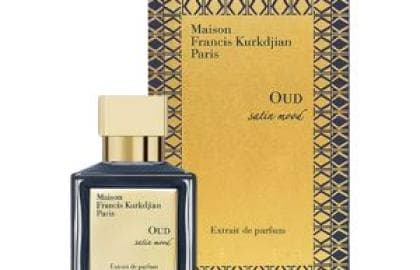 Maison
Francis Kurkdjian
Paris
OUD
satin mood
Extrait de parfum
Maison
Francis Kurkdjian
Paris
OUD
satin mood
Extrait de parfum